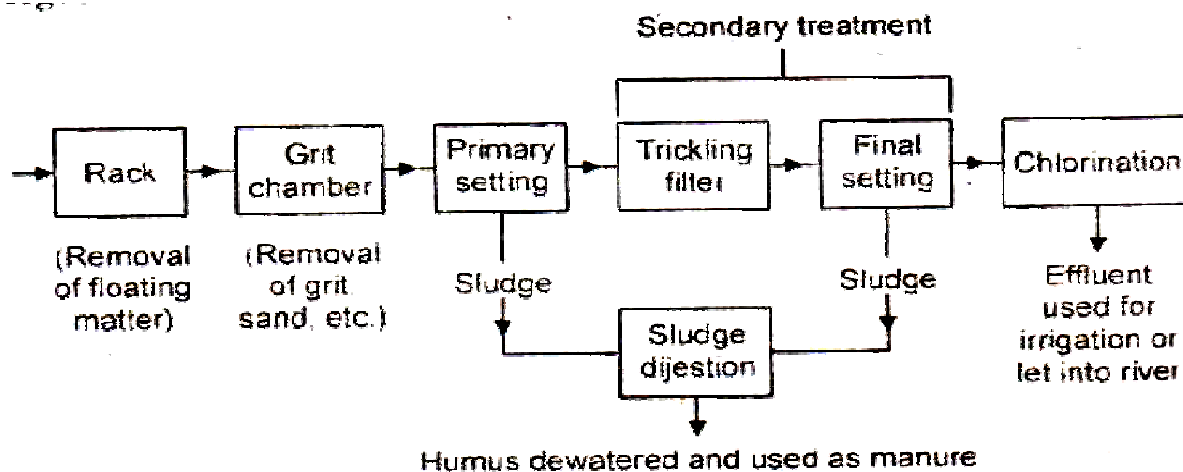 Secondary treatment
Rack
Grit
chamber
Primary
setting
Trickling
filter
Final
setting
Chlorination
(Removal
of floating
matter)
(Removal
of grit
sand, etc.)
Sludge
Sludge
Effluent
used for
irrigation or
let into river
Sludge
dijestion
Humus dewatered and used as manure